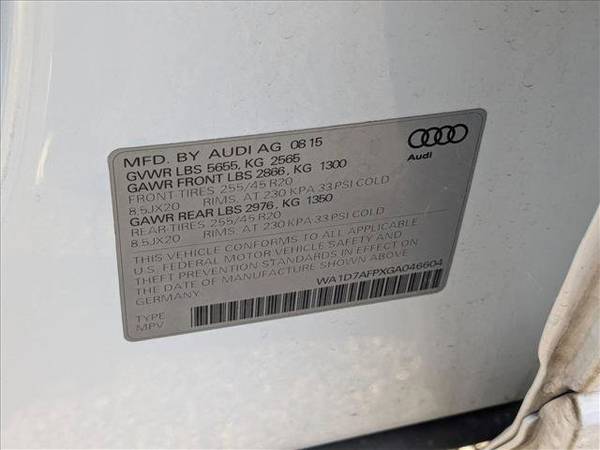 MFD. BY AUDI AG 08 15
GVWR LBS 5655, KG 2565
GAWR FRONT LBS 2866, KG 1300
FRONT-TIRES 255/45 R20
8.5JX20 RIMS. AT 230 KPA 33 PSI COLD
GAWR REAR LBS 2976, KG 1350
REAR-TIRES 255/45 R20
8.5JX20 RIMS. AT 230 KPA 33 PSI COLD
THIS VEHICLE CONFORMS TO ALL APPLICABLE
U.S. FEDERAL MOTOR VEHICLE SAFETY AND
THEFT PREVENTION STANDARDS IN EFFECT ON
THE DATE OF MANUFACTURE SHOWN ABOVE
WA1D7AFPXGA046604
TYPE
MPV
Audi